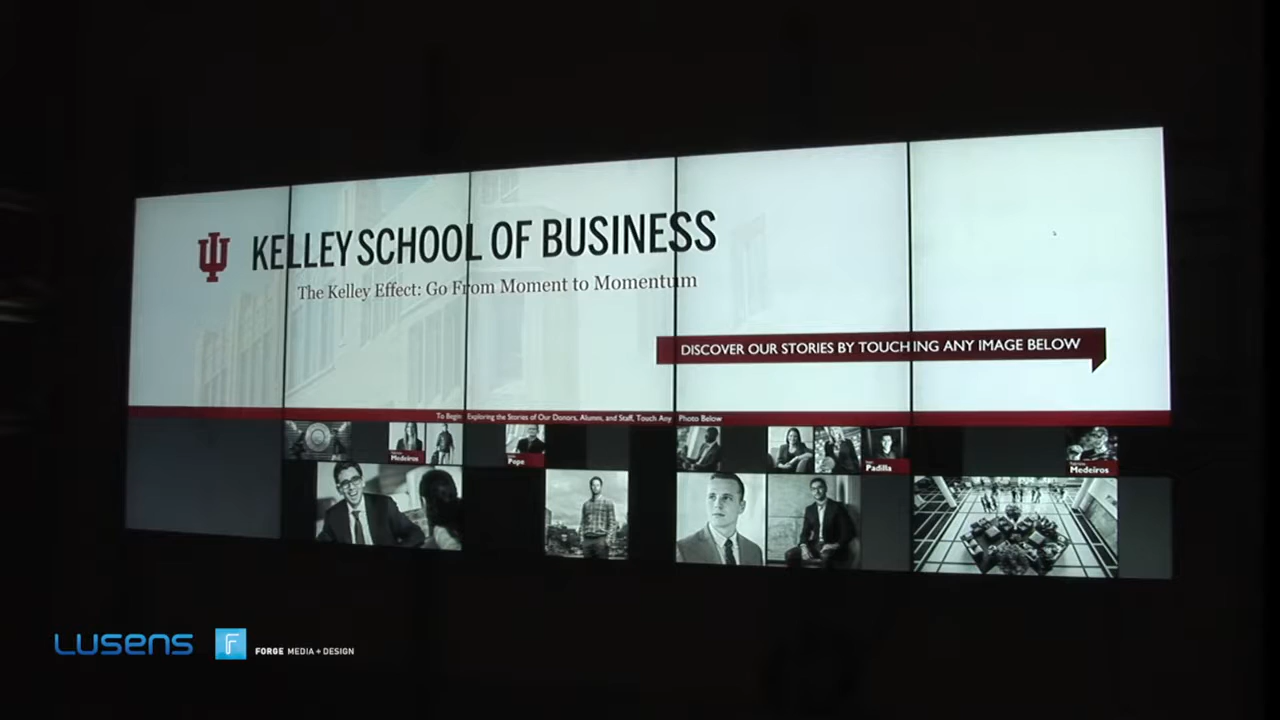 KELLEY SCHOOL OF BUSINESS
The Kelley Effect: Go From Moment to Momentum
DISCOVER OUR STORIES BY TOUCHING ANY IMAGE BELOW
To Begin Exploring the Stories of Our Donors, Alumni, and Staff, Touch Any Photo Below
Medeiros
Pope
Padilla
Medeiros
LUSENS
FORGE MEDIA + DESIGN